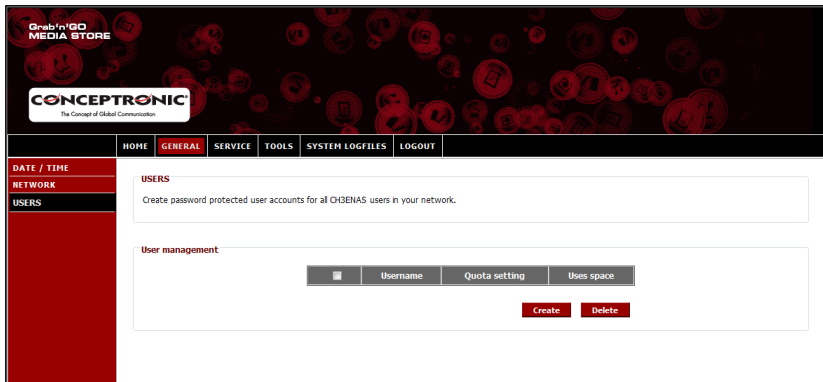 Grab'n'GO
MEDIA STORE
CONCEPTRONIC®
The Concept of Global Communication
HOME GENERAL SERVICE TOOLS SYSTEM LOGFILES LOGOUT
DATE / TIME
NETWORK
USERS
USERS
Create password protected user accounts for all CH3ENAS users in your network.
User management
Username Quota setting Uses space
Create Delete